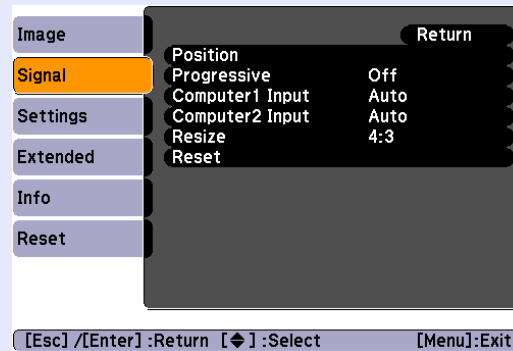 Image
Signal
Settings
Extended
Info
Reset
Return
Position
Progressive Off
Computer1 Input Auto
Computer2 Input Auto
Resize 4:3
Reset
[Esc] /[Enter] :Return [◆] :Select [Menu]:Exit